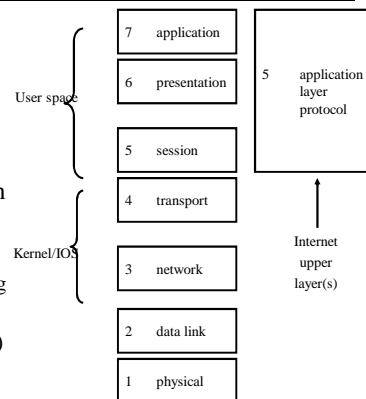 7 application
6 presentation
User space
5 session
4 transport
Kernel/IOS
3 network
2 data link
1 physical
5 application
layer
protocol
Internet
upper
layer(s)
n
g
)